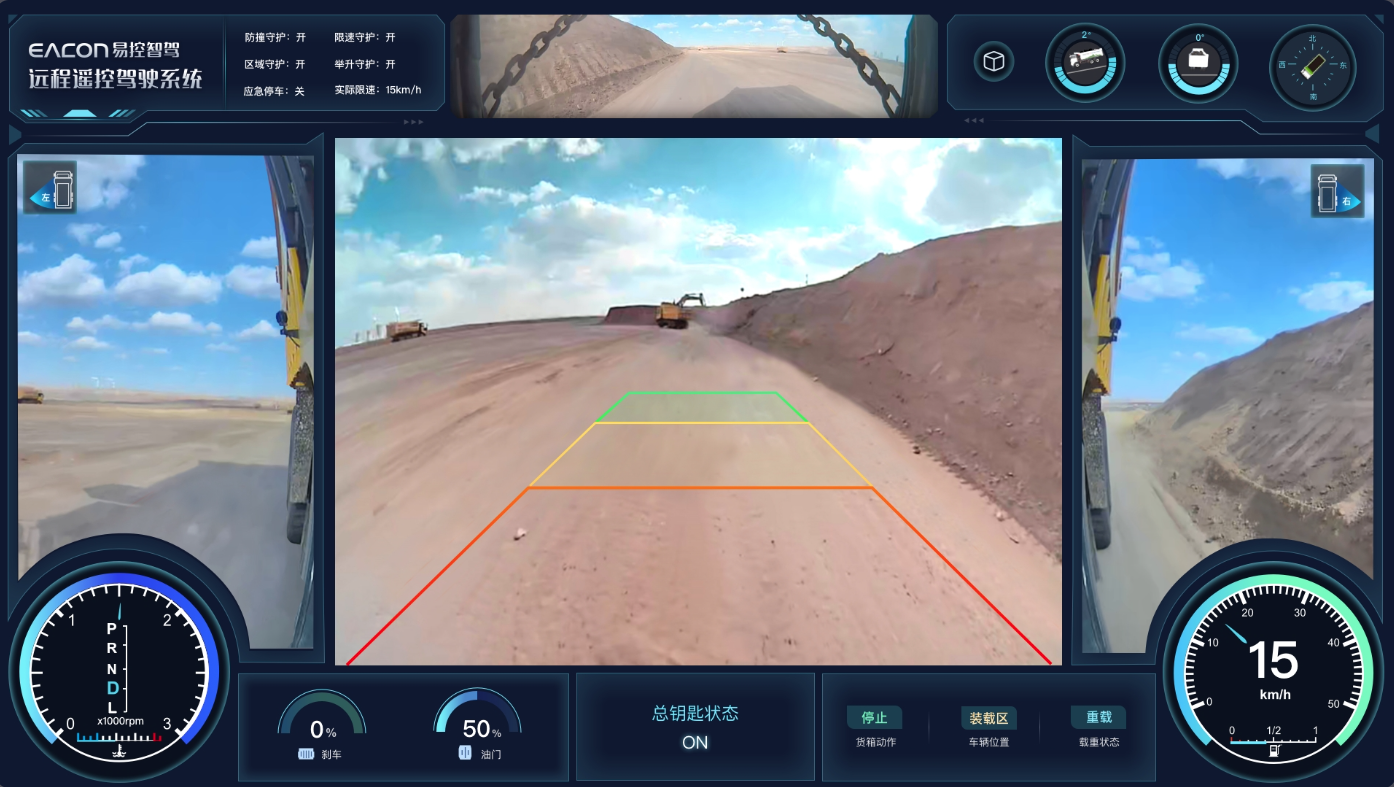 EACON易控智驾
远程遥控驾驶系统
防撞守护：开 限速守护：开
区域守护：开 举升守护：开
应急停车：关 实际限速：15km/h
2°
0°
北
西 东
南
左
右
1 2
P
R
N
D
L
x1000rpm
0 3
0%
刹车
50%
油门
总钥匙状态
ON
停止
货箱动作
装载区
车辆位置
重载
载重状态
20 30
10 40
15
km/h
0 50
0 1/2 1